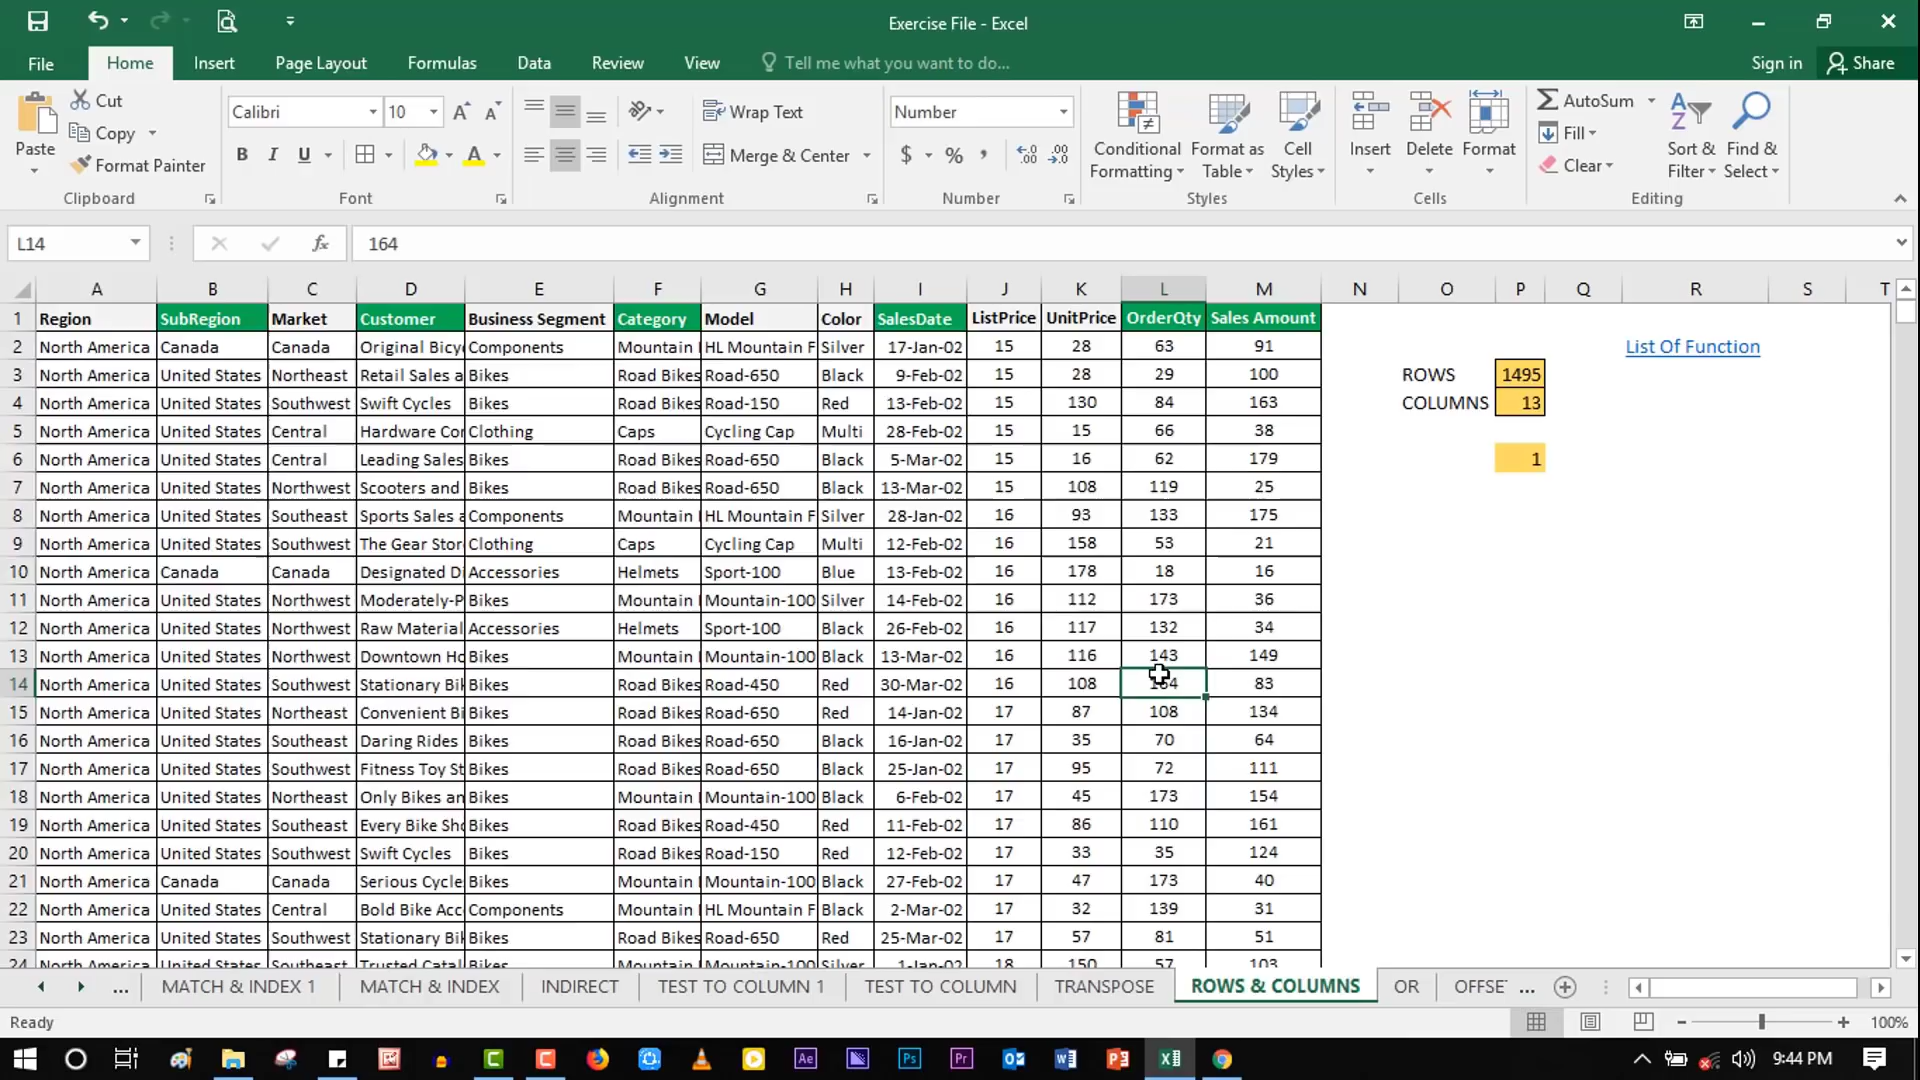 Exercise File - Excel
File Home Insert Page Layout Formulas Data Review View Tell me what you want to do... Sign in Share
Cut
Copy
Format Painter
Paste
Clipboard
Calibri 10
B I U A
Font
Wrap Text
Merge & Center
Alignment
Number
$ % ,
Number
Conditional Formatting
Format as Table
Cell Styles
Styles
Insert Delete Format
Cells
AutoSum
Fill
Clear
Sort & Filter
Find & Select
Editing
L14 fx 164
A B C D E F G H I J K L M N O P Q R S T
1 Region SubRegion Market Customer Business Segment Category Model Color SalesDate ListPrice UnitPrice OrderQty Sales Amount
2 North America Canada Canada Original Bicy Components Mountain HL Mountain F Silver 17-Jan-02 15 28 63 91 List Of Function
3 North America United States Northeast Retail Sales a Bikes Road Bikes Road-650 Black 9-Feb-02 15 28 29 100 ROWS 1495
4 North America United States Southwest Swift Cycles Bikes Road Bikes Road-150 Red 13-Feb-02 15 130 84 163 COLUMNS 13
5 North America United States Central Hardware Cor Clothing Caps Cycling Cap Multi 28-Feb-02 15 15 66 38
6 North America United States Central Leading Sales Bikes Road Bikes Road-650 Black 5-Mar-02 15 16 62 179 1
7 North America United States Northwest Scooters and Bikes Road Bikes Road-650 Black 13-Mar-02 15 108 119 25
8 North America United States Southeast Sports Sales a Components Mountain HL Mountain F Silver 28-Jan-02 16 93 133 175
9 North America United States Southwest The Gear Stor Clothing Caps Cycling Cap Multi 12-Feb-02 16 158 53 21
10 North America Canada Canada Designated Di Accessories Helmets Sport-100 Blue 13-Feb-02 16 178 18 16
11 North America United States Northwest Moderately-P Bikes Mountain Mountain-100 Silver 14-Feb-02 16 112 173 36
12 North America United States Northwest Raw Material Accessories Helmets Sport-100 Black 26-Feb-02 16 117 132 34
13 North America United States Northwest Downtown Ho Bikes Mountain Mountain-100 Black 13-Mar-02 16 116 143 149
14 North America United States Southwest Stationary Bil Bikes Road Bikes Road-450 Red 30-Mar-02 16 108 164 83
15 North America United States Northeast Convenient Bi Bikes Road Bikes Road-650 Red 14-Jan-02 17 87 108 134
16 North America United States Southeast Daring Rides Bikes Road Bikes Road-650 Black 16-Jan-02 17 35 70 64
17 North America United States Southwest Fitness Toy St Bikes Road Bikes Road-650 Black 25-Jan-02 17 95 72 111
18 North America United States Northeast Only Bikes an Bikes Mountain Mountain-100 Black 6-Feb-02 17 45 173 154
19 North America United States Southeast Every Bike Sho Bikes Road Bikes Road-450 Red 11-Feb-02 17 86 110 161
20 North America United States Southwest Swift Cycles Bikes Road Bikes Road-150 Red 12-Feb-02 17 33 35 124
21 North America Canada Canada Serious Cycle Bikes Mountain Mountain-100 Black 27-Feb-02 17 47 173 40
22 North America United States Central Bold Bike Acc Components Mountain HL Mountain F Black 2-Mar-02 17 32 139 31
23 North America United States Southwest Stationary Bil Bikes Road Bikes Road-650 Red 25-Mar-02 17 57 81 51
24 North America United States Southeast Trusted Catal Bikes Mountain Mountain-100 Silver 1-Jan-02 18 150 57 103
... MATCH & INDEX 1 MATCH & INDEX INDIRECT TEST TO COLUMN 1 TEST TO COLUMN TRANSPOSE ROWS & COLUMNS OR OFFSE ...
Ready 100%
Ae Ps Pr 9:44 PM